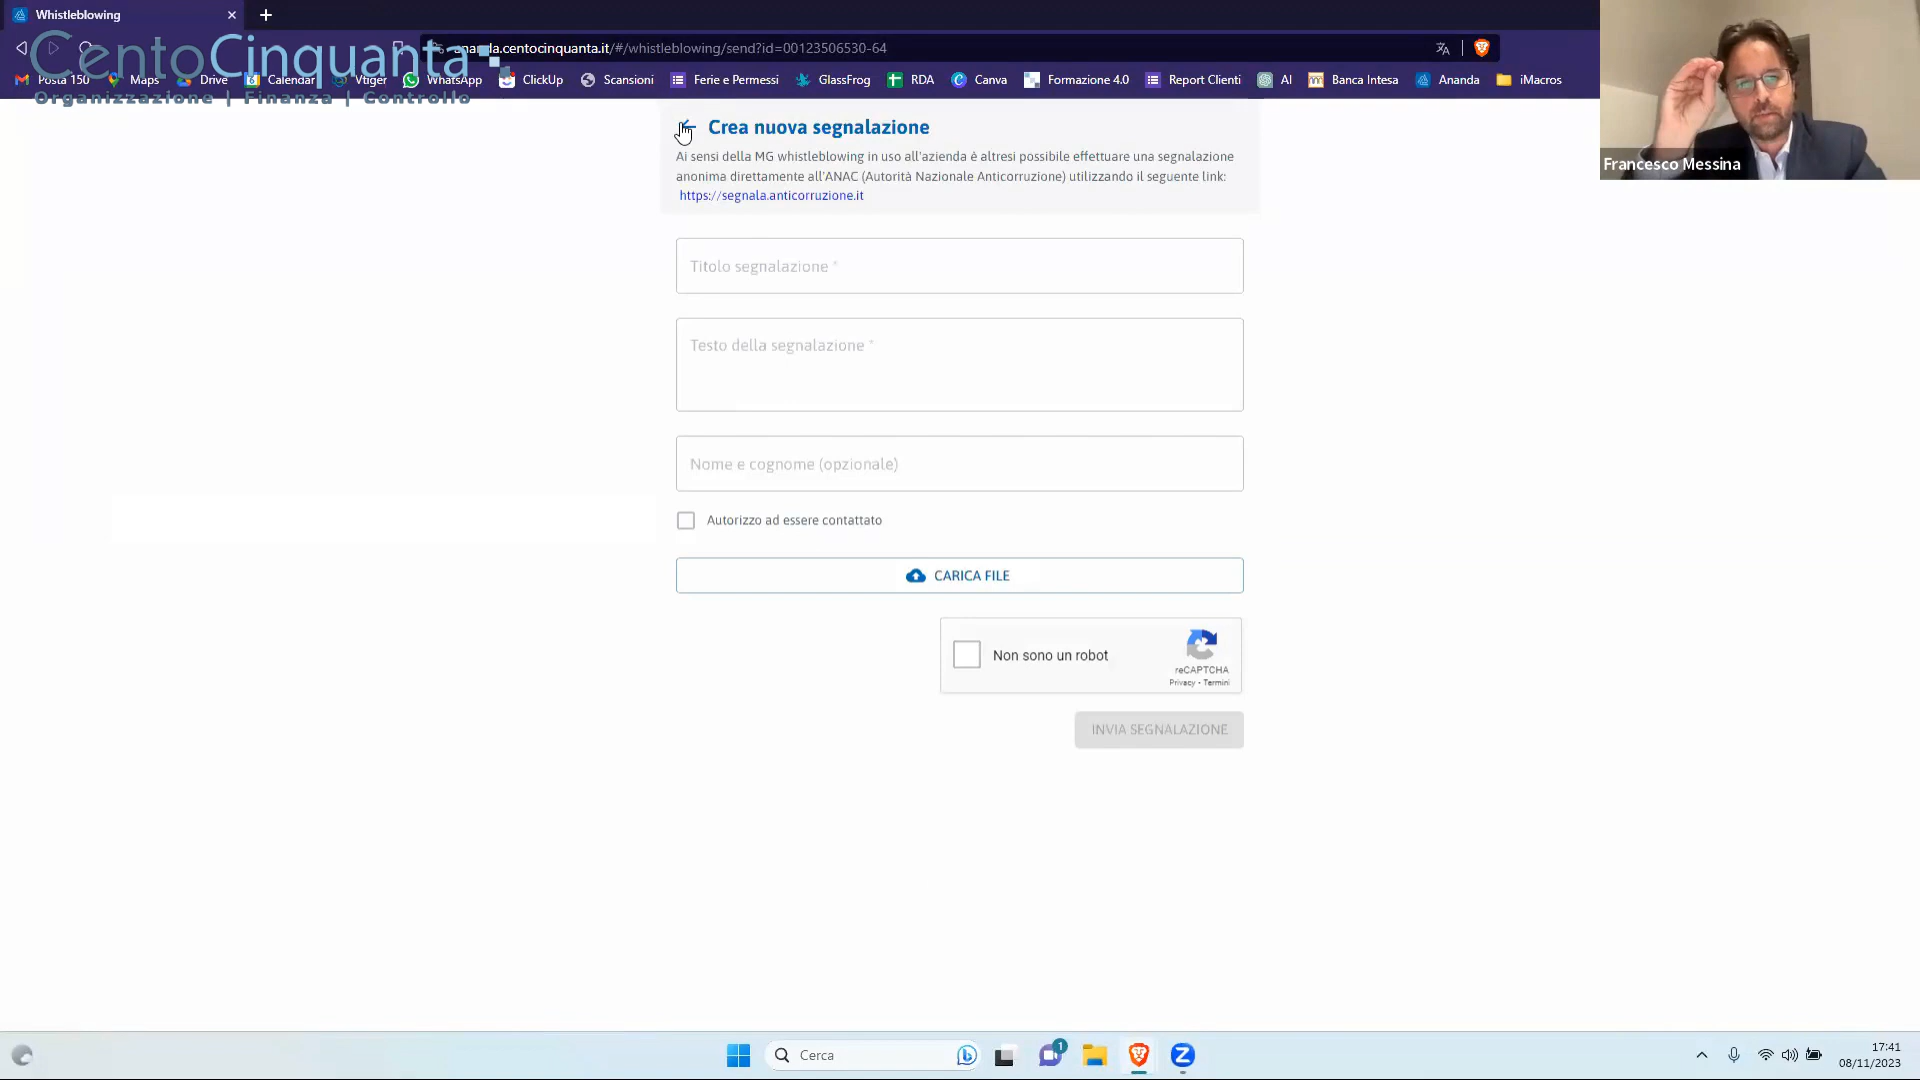 Whistleblowing
CentoCinquanta
Organizzazione | Finanza | Controllo
ananda.centocinquanta.it/#/whistleblowing/send?id=00123506530-64
Posta 150
Maps
Drive
Calendar
Vtiger
WhatsApp
ClickUp
Scansioni
Ferie e Permessi
GlassFrog
RDA
Canva
Formazione 4.0
Report Clienti
AI
Banca Intesa
Ananda
iMacros
Francesco Messina
Crea nuova segnalazione
Ai sensi della MG whistleblowing in uso all'azienda è altresì possibile effettuare una segnalazione
anonima direttamente all'ANAC (Autorità Nazionale Anticorruzione) utilizzando il seguente link:
https://segnala.anticorruzione.it
Titolo segnalazione *
Testo della segnalazione *
Nome e cognome (opzionale)
Autorizzo ad essere contattato
CARICA FILE
Non sono un robot
reCAPTCHA
Privacy - Termini
INVIA SEGNALAZIONE
Cerca
1
17:41
08/11/2023